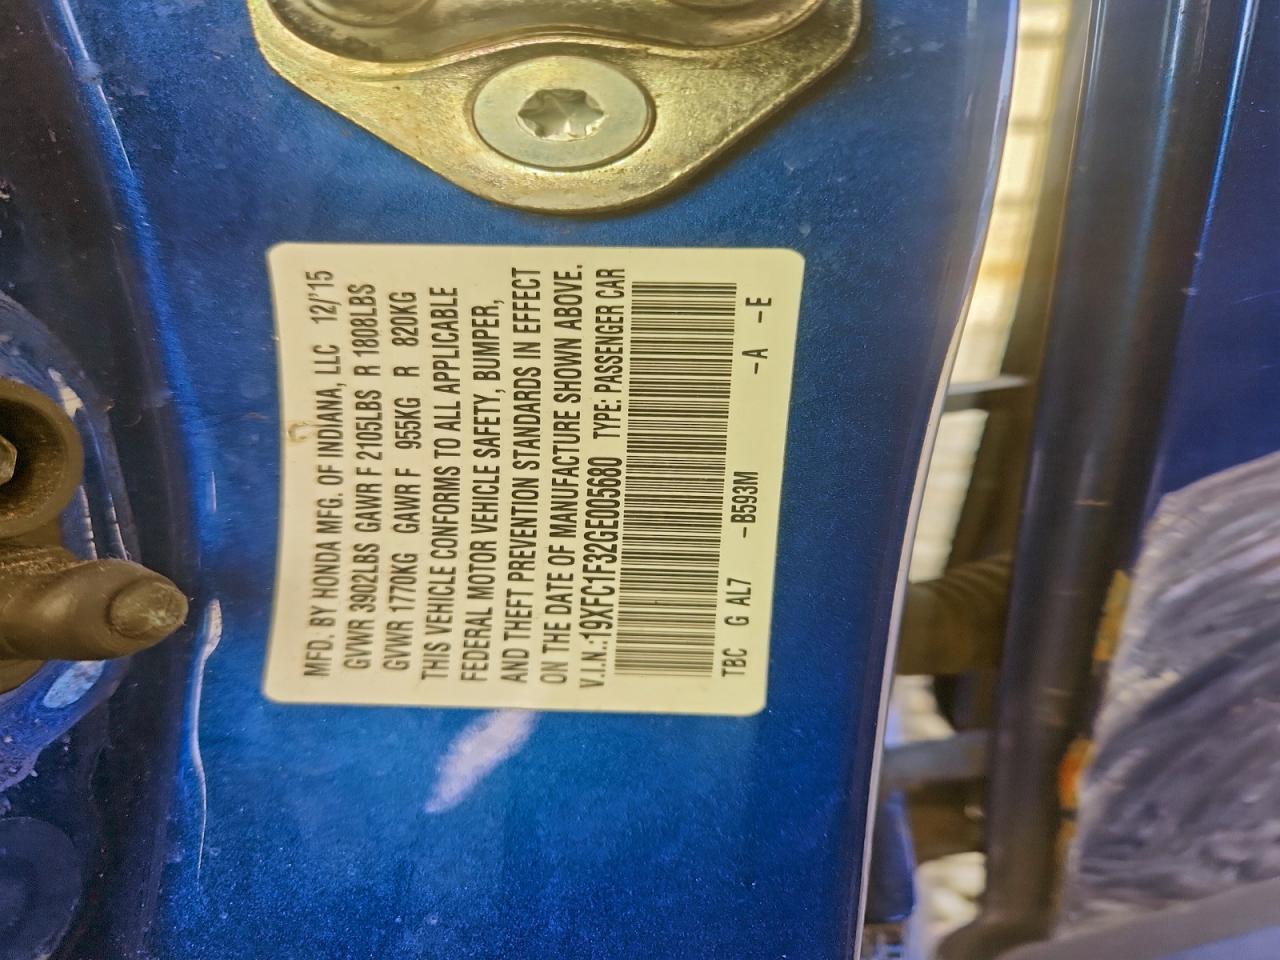 MFD. BY HONDA MFG. OF INDIANA, LLC 12/'15
GVWR 3902LBS GAWR F 2105LBS R 1808LBS
GVWR 1770KG GAWR F 955KG R 820KG
THIS VEHICLE CONFORMS TO ALL APPLICABLE
FEDERAL MOTOR VEHICLE SAFETY, BUMPER,
AND THEFT PREVENTION STANDARDS IN EFFECT
ON THE DATE OF MANUFACTURE SHOWN ABOVE.
V.I.N.:19XFC1F32GE005680 TYPE: PASSENGER CAR
TBC G AL7 -B593M -A -E